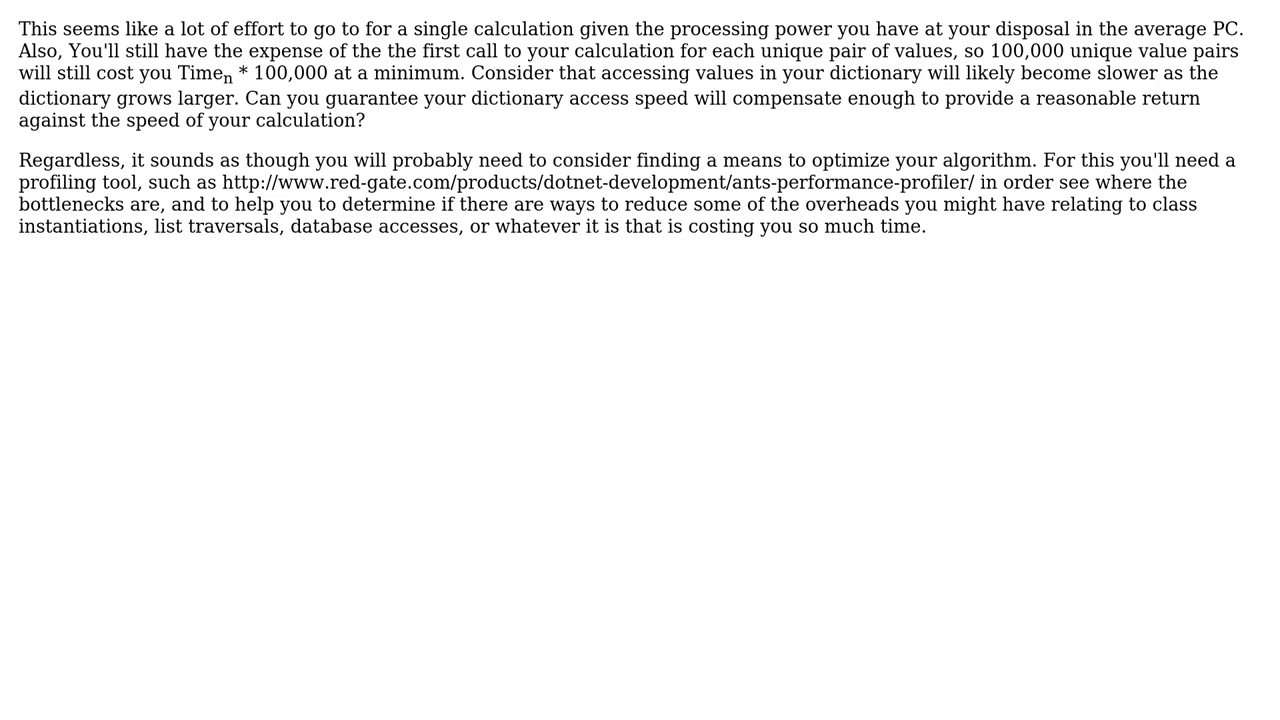 This seems like a lot of effort to go to for a single calculation given the processing power you have at your disposal in the average PC.
Also, You'll still have the expense of the the first call to your calculation for each unique pair of values, so 100,000 unique value pairs
will still cost you Timen * 100,000 at a minimum. Consider that accessing values in your dictionary will likely become slower as the
dictionary grows larger. Can you guarantee your dictionary access speed will compensate enough to provide a reasonable return
against the speed of your calculation?
Regardless, it sounds as though you will probably need to consider finding a means to optimize your algorithm. For this you'll need a
profiling tool, such as http://www.red-gate.com/products/dotnet-development/ants-performance-profiler/ in order see where the
bottlenecks are, and to help you to determine if there are ways to reduce some of the overheads you might have relating to class
instantiations, list traversals, database accesses, or whatever it is that is costing you so much time.